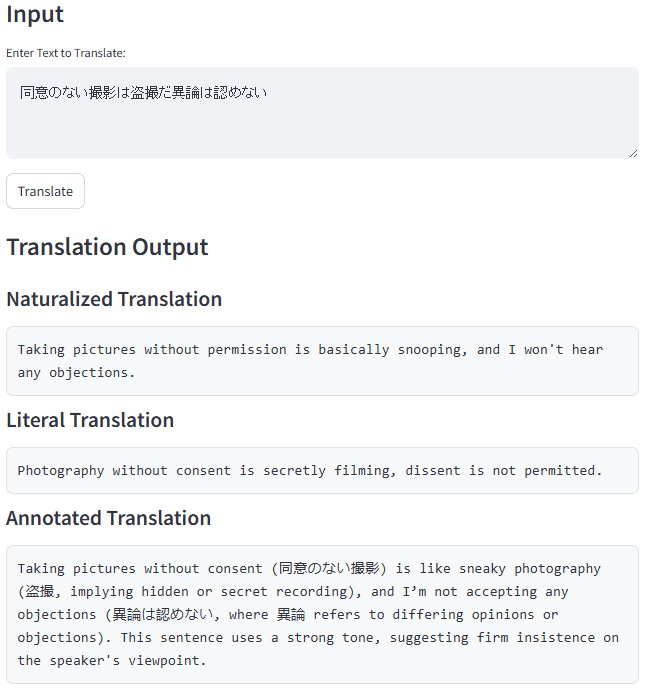 Input
Enter Text to Translate:
同意のない撮影は盗撮だ異論は認めない
Translate
Translation Output
Naturalized Translation
Taking pictures without permission is basically snooping, and I won't hear
any objections.
Literal Translation
Photography without consent is secretly filming, dissent is not permitted.
Annotated Translation
Taking pictures without consent (同意のない撮影) is like sneaky photography
(盗撮, implying hidden or secret recording), and I’m not accepting any
objections (異論は認めない, where 異論 refers to differing opinions or
objections). This sentence uses a strong tone, suggesting firm insistence on
the speaker's viewpoint.